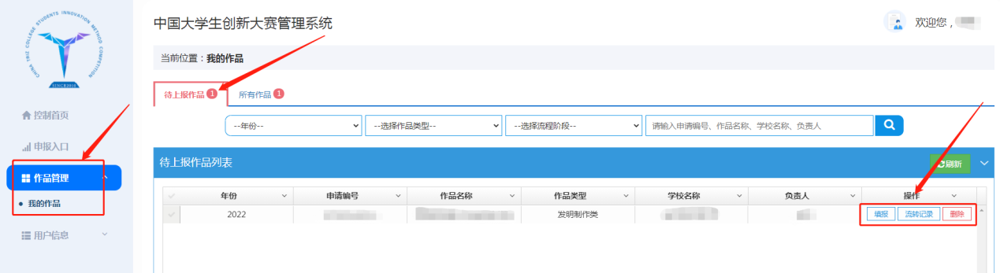 CHINA TRIZ COLLEGE STUDENTS INNOVATION METHOD COMPETITION
SINCE2010
中国大学生创新大赛管理系统
欢迎您，
当前位置：我的作品
待上报作品 1
所有作品 1
控制首页
申报入口
作品管理
我的作品
用户信息
--年份--
--选择作品类型--
--选择流程阶段--
请输入申请编号、作品名称、学校名称、负责人
待上报作品列表
刷新
年份 申请编号 作品名称 作品类型 学校名称 负责人 操作
2022 发明制作类 填报 流转记录 删除